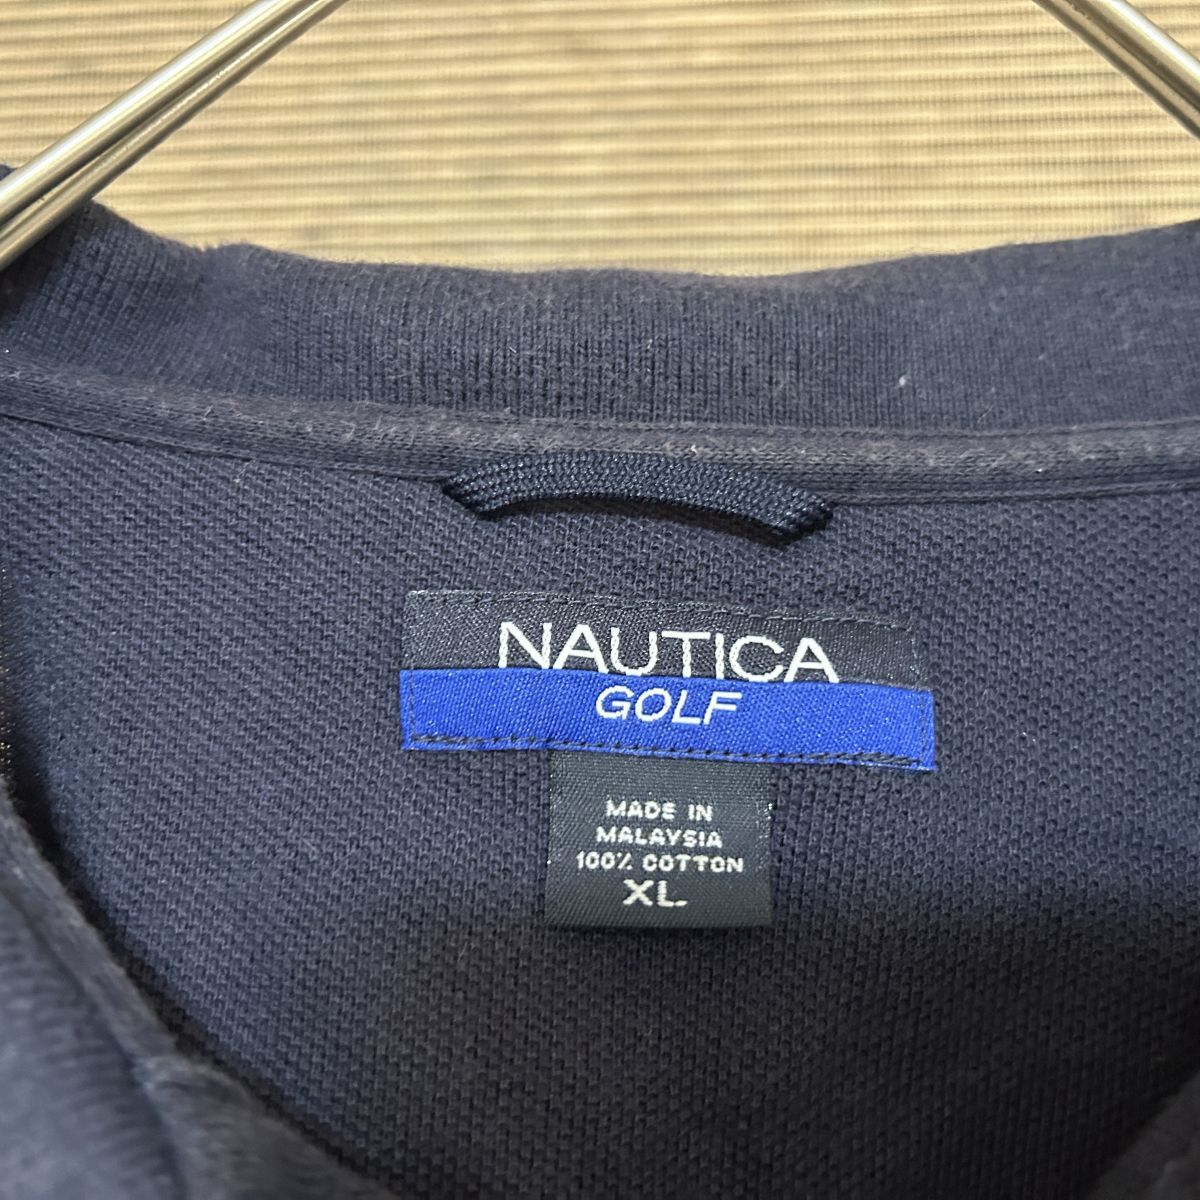 NAUTICA
GOLF
MADE IN
MALAYSIA
100% COTTON
XL